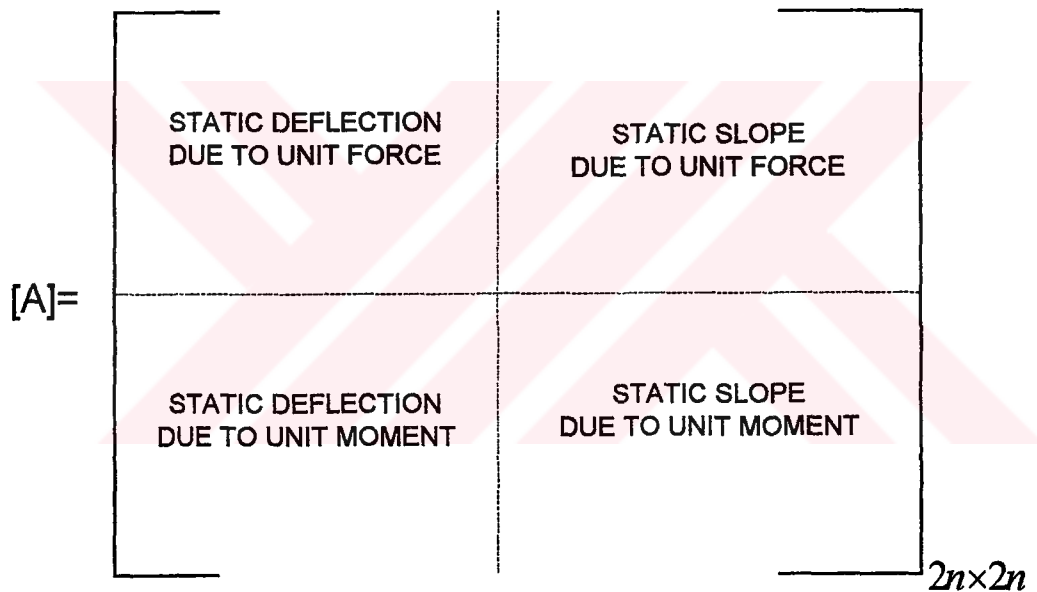 STATIC DEFLECTION
DUE TO UNIT FORCE
STATIC SLOPE
DUE TO UNIT FORCE
[A]=
STATIC DEFLECTION
DUE TO UNIT MOMENT
STATIC SLOPE
DUE TO UNIT MOMENT
2n×2n